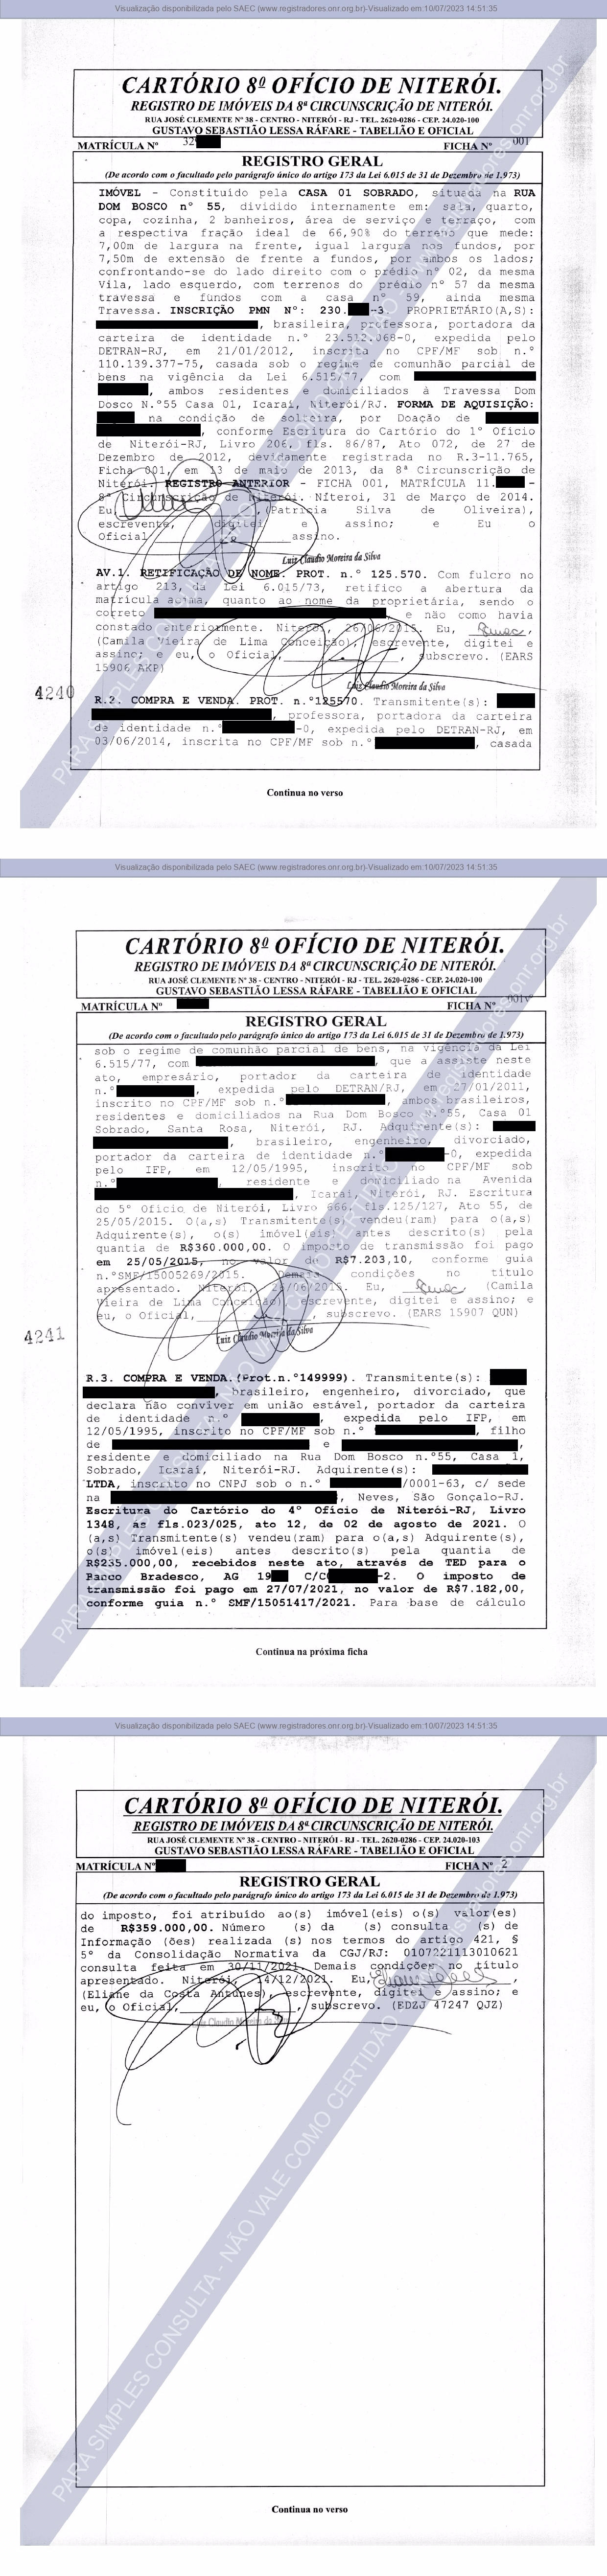 Visualização disponibilizada pelo SAEC (www.registradores.onr.org.br)-Visualizado em:10/07/2023 14:51:35
CARTÓRIO 8º OFÍCIO DE NITERÓI.
REGISTRO DE IMÓVEIS DA 8ª CIRCUNSCRIÇÃO DE NITERÓI.
RUA JOSÉ CLEMENTE Nº 38 - CENTRO - NITERÓI - RJ - TEL. 2620-0286 - CEP. 24.020-100
GUSTAVO SEBASTIÃO LESSA RÁFARE - TABELIÃO E OFICIAL
MATRÍCULA Nº 32 FICHA Nº 001
REGISTRO GERAL
(De acordo com o facultado pelo parágrafo único do artigo 173 da Lei 6.015 de 31 de Dezembro de 1.973)
IMÓVEL - Constituído pela CASA 01 SOBRADO, situada na RUA
DOM BOSCO nº 55, dividido internamente em: sala, quarto,
copa, cozinha, 2 banheiros, área de serviço e terraço, com
a respectiva fração ideal de 66,90% do terreno que mede:
7,00m de largura na frente, igual largura nos fundos, por
7,50m de extensão de frente a fundos, por ambos os lados;
confrontando-se do lado direito com o prédio nº 02, da mesma
Vila, lado esquerdo, com terrenos do prédio nº 57 da mesma
travessa e fundos com a casa nº 59, ainda mesma
Travessa. INSCRIÇÃO PMN Nº: 230. -3. PROPRIETÁRIO(A,S):
, brasileira, professora, portadora da
carteira de identidade n.º 23.512.068-0, expedida pelo
DETRAN-RJ, em 21/01/2012, inscrita no CPF/MF sob n.º
110.139.377-75, casada sob o regime de comunhão parcial de
bens na vigência da Lei 6.515/77, com
, ambos residentes e domiciliados à Travessa Dom
Dosco N.º55 Casa 01, Icaraí, Niterói/RJ. FORMA DE AQUISIÇÃO:
na condição de solteira, por Doação de
, conforme Escritura do Cartório do 1º Ofício
de Niterói-RJ, Livro 206, fls. 86/87, Ato 072, de 27 de
Dezembro de 2012, devidamente registrada no R.3-11.765,
Ficha 001, em 13 de maio de 2013, da 8ª Circunscrição de
Niterói. REGISTRO ANTERIOR - FICHA 001, MATRÍCULA 11. -
8ª Circunscrição de Niterói. Niteroi, 31 de Março de 2014.
Eu, (Patricia Silva de Oliveira),
escrevente, digitei e assino; e Eu o
Oficial, assino.
Luiz Claudio Moreira da Silva
AV.1. RETIFICAÇÃO DE NOME. PROT. n.º 125.570. Com fulcro no
artigo 213, da Lei 6.015/73, retifico a abertura da
matrícula acima, quanto ao nome da proprietária, sendo o
correto , e não como havia
constado anteriormente. Niterói, 26/06/2015. Eu, ,
(Camila Vieira de Lima Conceição), escrevente, digitei e
assino; e eu, o Oficial, , subscrevo. (EARS
15906 AKP)
Luiz Claudio Moreira da Silva
4240
R.2. COMPRA E VENDA. PROT. n.º125570. Transmitente(s):
, professora, portadora da carteira
de identidade n.º -0, expedida pelo DETRAN-RJ, em
03/06/2014, inscrita no CPF/MF sob n.º , casada
Continua no verso
PARA SIMPLES CONSULTA - NÃO VALE COMO CERTIDÃO - www.registradores.onr.org.br
Visualização disponibilizada pelo SAEC (www.registradores.onr.org.br)-Visualizado em:10/07/2023 14:51:35
CARTÓRIO 8º OFÍCIO DE NITERÓI.
REGISTRO DE IMÓVEIS DA 8ª CIRCUNSCRIÇÃO DE NITERÓI.
RUA JOSÉ CLEMENTE Nº 38 - CENTRO - NITERÓI - RJ - TEL. 2620-0286 - CEP. 24.020-100
GUSTAVO SEBASTIÃO LESSA RÁFARE - TABELIÃO E OFICIAL
MATRÍCULA Nº FICHA Nº 001vº
REGISTRO GERAL
(De acordo com o facultado pelo parágrafo único do artigo 173 da Lei 6.015 de 31 de Dezembro de 1.973)
sob o regime de comunhão parcial de bens, na vigência da Lei
6.515/77, com , que a assiste neste
ato, empresário, portador da carteira de identidade
n.º , expedida pelo DETRAN/RJ, em 27/01/2011,
inscrito no CPF/MF sob n.º , ambos brasileiros,
residentes e domiciliados na Rua Dom Bosco N.º55, Casa 01
Sobrado, Santa Rosa, Niterói, RJ. Adquirente(s):
, brasileiro, engenheiro, divorciado,
portador da carteira de identidade n.º -0, expedida
pelo IFP, em 12/05/1995, inscrito no CPF/MF sob
n.º , residente e domiciliado na Avenida
, Icaraí, Niterói, RJ. Escritura
do 5º Ofício de Niterói, Livro 666, fls.125/127, Ato 55, de
25/05/2015. O(a,s) Transmitente(s) vendeu(ram) para o(a,s)
Adquirente(s), o(s) imóvel(eis) antes descrito(s) pela
quantia de R$360.000,00. O imposto de transmissão foi pago
em 25/05/2015, no valor de R$7.203,10, conforme guia
n.ºSMF/15005269/2015. Demais condições no título
apresentado. Niterói, 26/06/2015. Eu, (Camila
Vieira de Lima Conceição) escrevente, digitei e assino; e
eu, o Oficial, , subscrevo. (EARS 15907 QUN)
Luiz Claudio Moreira da Silva
4241
R.3. COMPRA E VENDA.(Prot.n.º149999). Transmitente(s):
, brasileiro, engenheiro, divorciado, que
declara não conviver em união estável, portador da carteira
de identidade n.º , expedida pelo IFP, em
12/05/1995, inscrito no CPF/MF sob n.º , filho
de e ,
residente e domiciliado na Rua Dom Bosco n.º55, Casa 1,
Sobrado, Icaraí, Niterói-RJ. Adquirente(s):
LTDA, inscrito no CNPJ sob o n.º /0001-63, c/ sede
na , Neves, São Gonçalo-RJ.
Escritura do Cartório do 4º Ofício de Niterói-RJ, Livro
1348, às fls.023/025, ato 12, de 02 de agosto de 2021. O
(a,s) Transmitente(s) vendeu(ram) para o(a,s) Adquirente(s),
o(s) imóvel(eis) antes descrito(s) pela quantia de
R$235.000,00, recebidos neste ato, através de TED para o
Banco Bradesco, AG 19 C/C -2. O imposto de
transmissão foi pago em 27/07/2021, no valor de R$7.182,00,
conforme guia n.º SMF/15051417/2021. Para base de cálculo
Continua na próxima ficha
PARA SIMPLES CONSULTA - NÃO VALE COMO CERTIDÃO - www.registradores.onr.org.br
Visualização disponibilizada pelo SAEC (www.registradores.onr.org.br)-Visualizado em:10/07/2023 14:51:35
CARTÓRIO 8º OFÍCIO DE NITERÓI.
REGISTRO DE IMÓVEIS DA 8ª CIRCUNSCRIÇÃO DE NITERÓI.
RUA JOSÉ CLEMENTE Nº 38 - CENTRO - NITERÓI - RJ - TEL. 2620-0286 - CEP. 24.020-103
GUSTAVO SEBASTIÃO LESSA RÁFARE - TABELIÃO E OFICIAL
MATRÍCULA Nº FICHA Nº 2
REGISTRO GERAL
(De acordo com o facultado pelo parágrafo único do artigo 173 da Lei 6.015 de 31 de Dezembro de 1.973)
do imposto, foi atribuído ao(s) imóvel(eis) o(s) valor(es)
de R$359.000,00. Número (s) da (s) consulta (s) de
Informação (ões) realizada (s) nos termos do artigo 421, §
5º da Consolidação Normativa da CGJ/RJ: 0107221113010621
consulta feita em 30/11/2021. Demais condições no título
apresentado. Niterói, 14/12/2021. Eu, ,
(Eliane da Costa Antunes), escrevente, digitei e assino; e
eu, o Oficial, , subscrevo. (EDZJ 47247 QJZ)
Luiz Claudio Moreira da Silva
Continua no verso
PARA SIMPLES CONSULTA - NÃO VALE COMO CERTIDÃO - www.registradores.onr.org.br